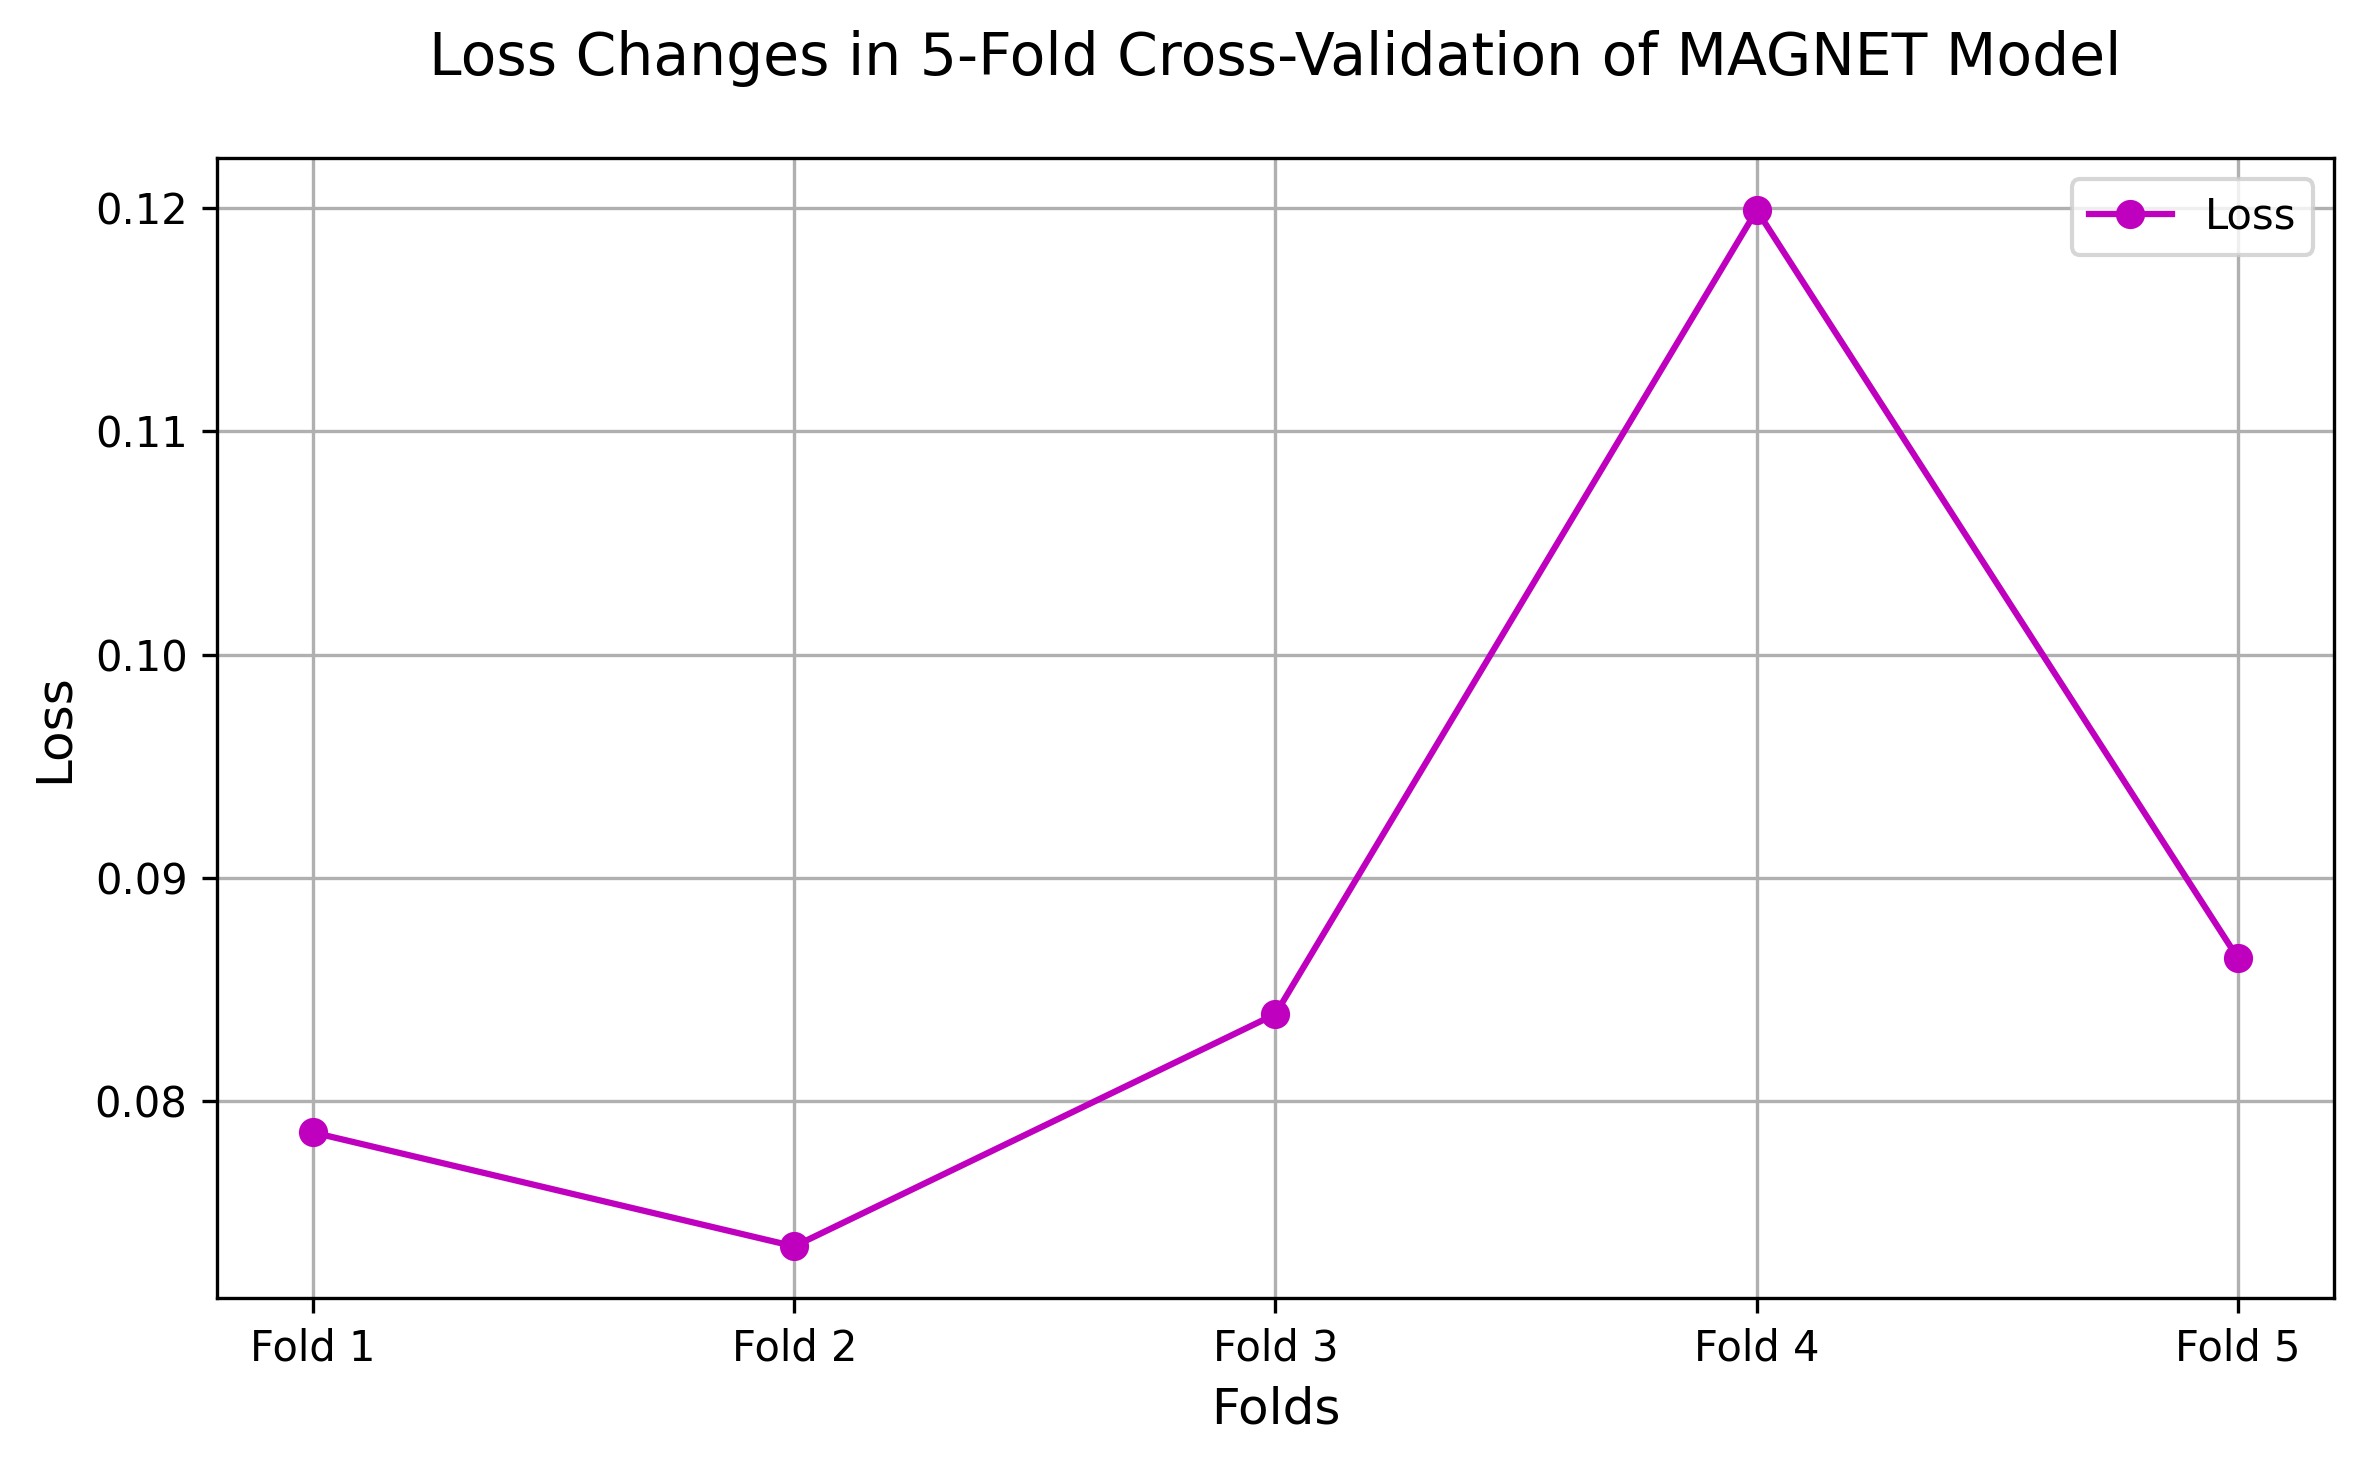 Loss Changes in 5-Fold Cross-Validation of MAGNET Model
Loss
0.12
0.11
0.10
0.09
0.08
Loss
Fold 1 Fold 2 Fold 3 Fold 4 Fold 5
Folds